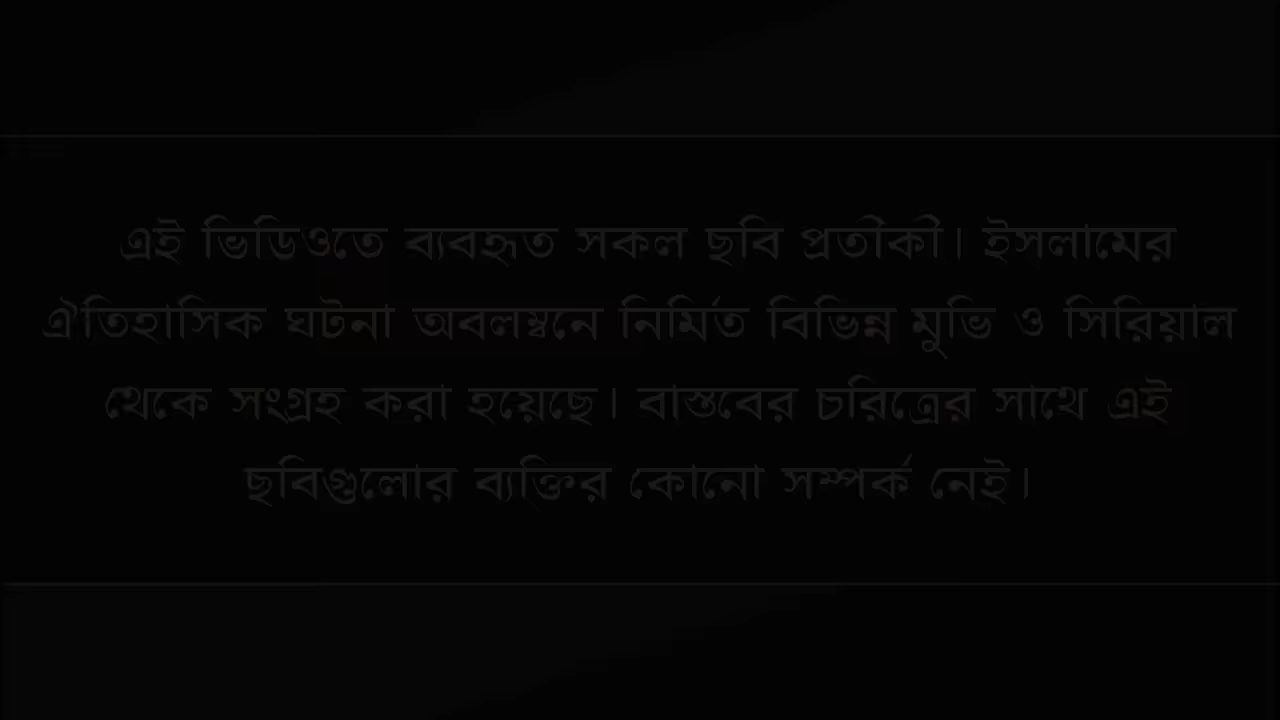 এই ভিডিওতে ব্যবহৃত সকল ছবি প্রতীকী। ইসলামের
ঐতিহাসিক ঘটনা অবলম্বনে নির্মিত বিভিন্ন মুভি ও সিরিয়াল
থেকে সংগ্রহ করা হয়েছে। বাস্তবের চরিত্রের সাথে এই
ছবিগুলোর ব্যক্তির কোনো সম্পর্ক নেই।